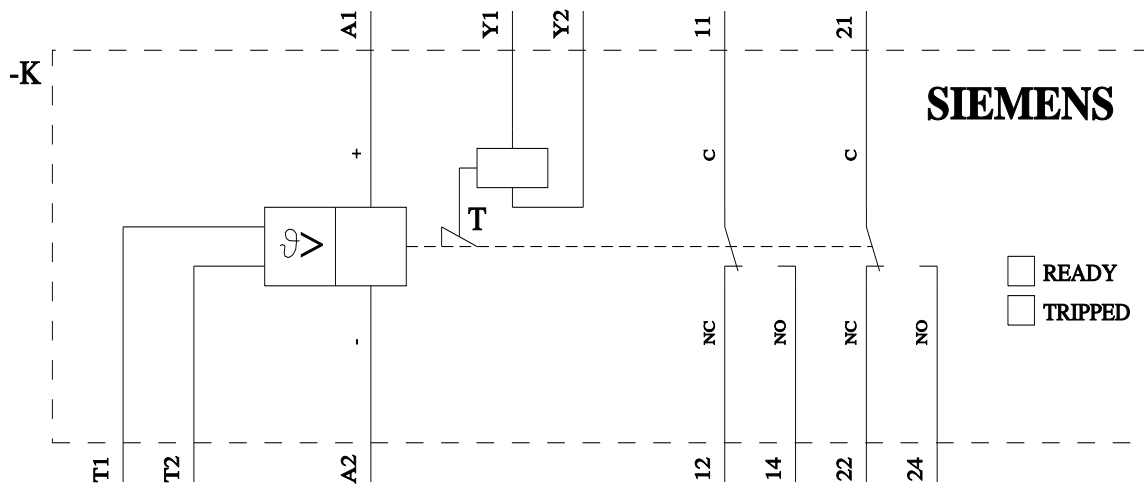 A1
Y1
Y2
11
21
-K
SIEMENS
+
C
C
T
ϑ>
READY
TRIPPED
-
NC
NO
NC
NO
T1
T2
A2
12
14
22
24